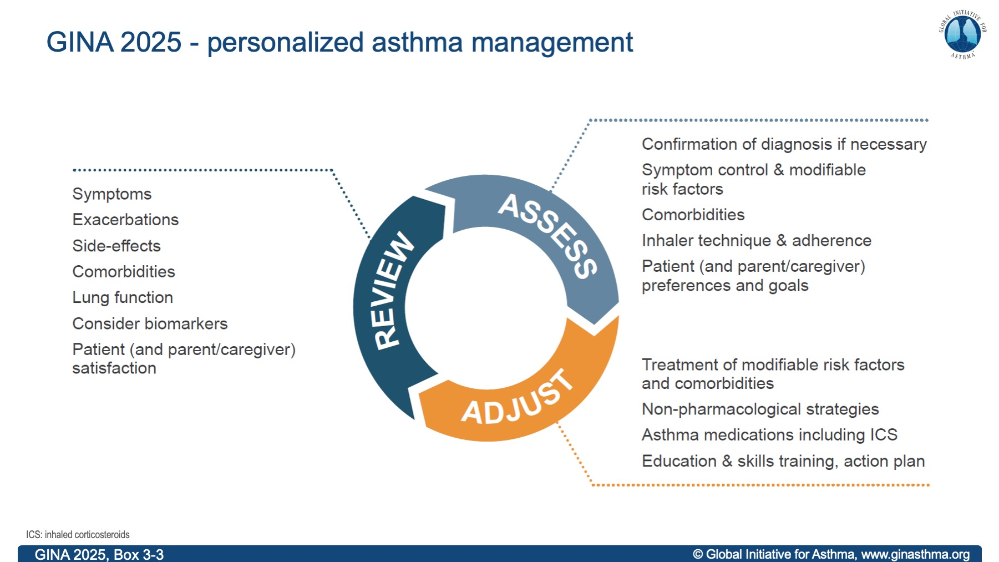 GINA 2025 - personalized asthma management
GLOBAL INITIATIVE FOR
ASTHMA
Symptoms
Exacerbations
Side-effects
Comorbidities
Lung function
Consider biomarkers
Patient (and parent/caregiver)
satisfaction
REVIEW
ASSESS
ADJUST
Confirmation of diagnosis if necessary
Symptom control & modifiable
risk factors
Comorbidities
Inhaler technique & adherence
Patient (and parent/caregiver)
preferences and goals
Treatment of modifiable risk factors
and comorbidities
Non-pharmacological strategies
Asthma medications including ICS
Education & skills training, action plan
ICS: inhaled corticosteroids
GINA 2025, Box 3-3
© Global Initiative for Asthma, www.ginasthma.org